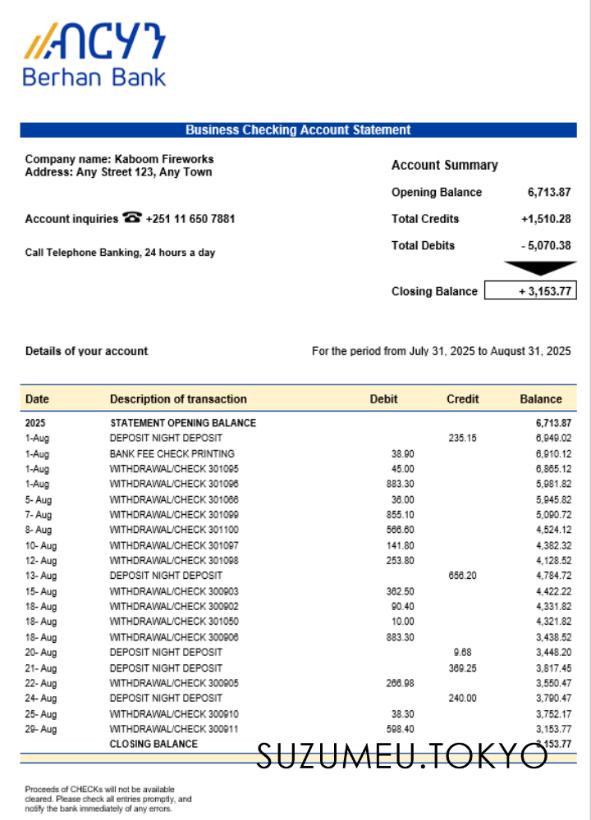 Berhan Bank
Business Checking Account Statement
Company name: Kaboom Fireworks
Address: Any Street 123, Any Town
Account inquiries ☎ +251 11 650 7881
Call Telephone Banking, 24 hours a day
Account Summary
Opening Balance 6,713.87
Total Credits +1,510.28
Total Debits - 5,070.38
Closing Balance + 3,153.77
Details of your account For the period from July 31, 2025 to August 31, 2025
Date Description of transaction Debit Credit Balance
2025 STATEMENT OPENING BALANCE 6,713.87
1-Aug DEPOSIT NIGHT DEPOSIT 235.15 6,949.02
1-Aug BANK FEE CHECK PRINTING 38.90 6,910.12
1-Aug WITHDRAWAL/CHECK 301095 45.00 6,865.12
1-Aug WITHDRAWAL/CHECK 301096 883.30 5,981.82
5- Aug WITHDRAWAL/CHECK 301066 36.00 5,945.82
7- Aug WITHDRAWAL/CHECK 301099 855.10 5,090.72
8- Aug WITHDRAWAL/CHECK 301100 566.60 4,524.12
10- Aug WITHDRAWAL/CHECK 301097 141.80 4,382.32
12- Aug WITHDRAWAL/CHECK 301098 253.80 4,128.52
13- Aug DEPOSIT NIGHT DEPOSIT 656.20 4,784.72
15- Aug WITHDRAWAL/CHECK 300903 362.50 4,422.22
18- Aug WITHDRAWAL/CHECK 300902 90.40 4,331.82
18- Aug WITHDRAWAL/CHECK 301050 10.00 4,321.82
18- Aug WITHDRAWAL/CHECK 300906 883.30 3,438.52
20- Aug DEPOSIT NIGHT DEPOSIT 9.68 3,448.20
21- Aug DEPOSIT NIGHT DEPOSIT 369.25 3,817.45
22- Aug WITHDRAWAL/CHECK 300905 266.98 3,550.47
24- Aug DEPOSIT NIGHT DEPOSIT 240.00 3,790.47
25- Aug WITHDRAWAL/CHECK 300910 38.30 3,752.17
29- Aug WITHDRAWAL/CHECK 300911 598.40 3,153.77
CLOSING BALANCE 3,153.77
SUZUMEU.TOKYO
Proceeds of CHECKs will not be available
cleared. Please check all entries promptly, and
notify the bank immediately of any errors.